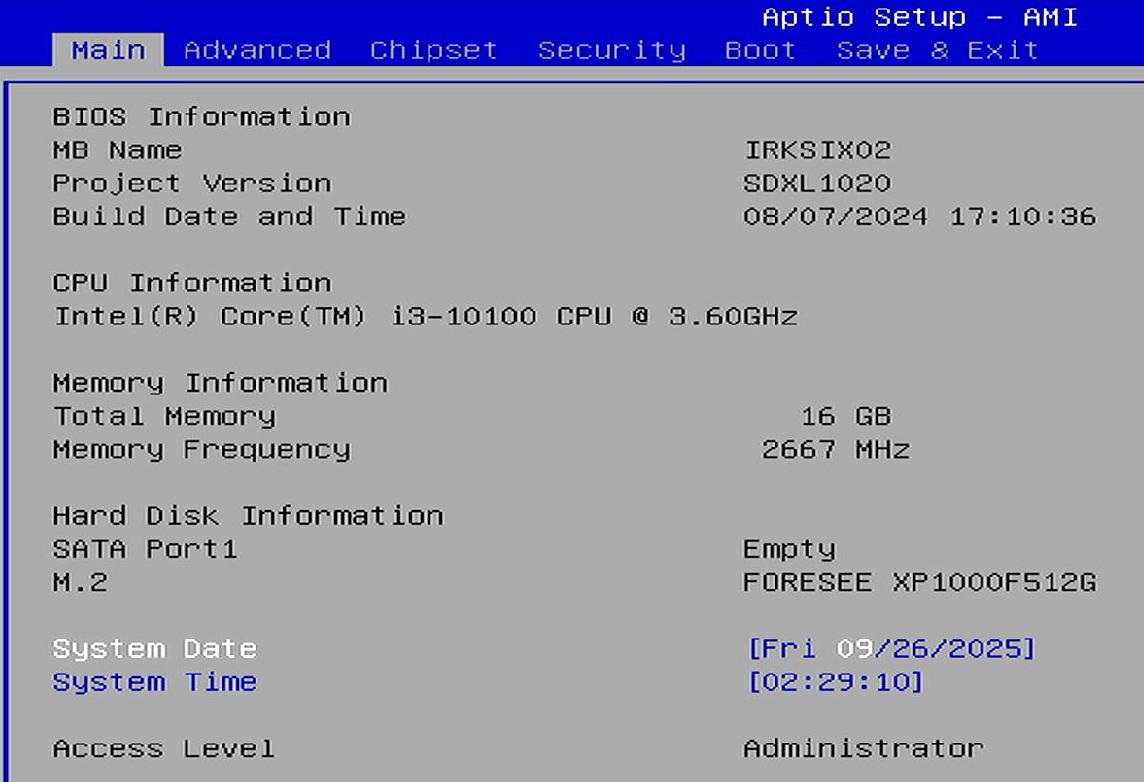 Aptio Setup - AMI
Main Advanced Chipset Security Boot Save & Exit
BIOS Information
MB Name IRKSIX02
Project Version SDXL1020
Build Date and Time 08/07/2024 17:10:36
CPU Information
Intel(R) Core(TM) i3-10100 CPU @ 3.60GHz
Memory Information
Total Memory 16 GB
Memory Frequency 2667 MHz
Hard Disk Information
SATA Port1 Empty
M.2 FORESEE XP1000F512G
System Date [Fri 09/26/2025]
System Time [02:29:10]
Access Level Administrator